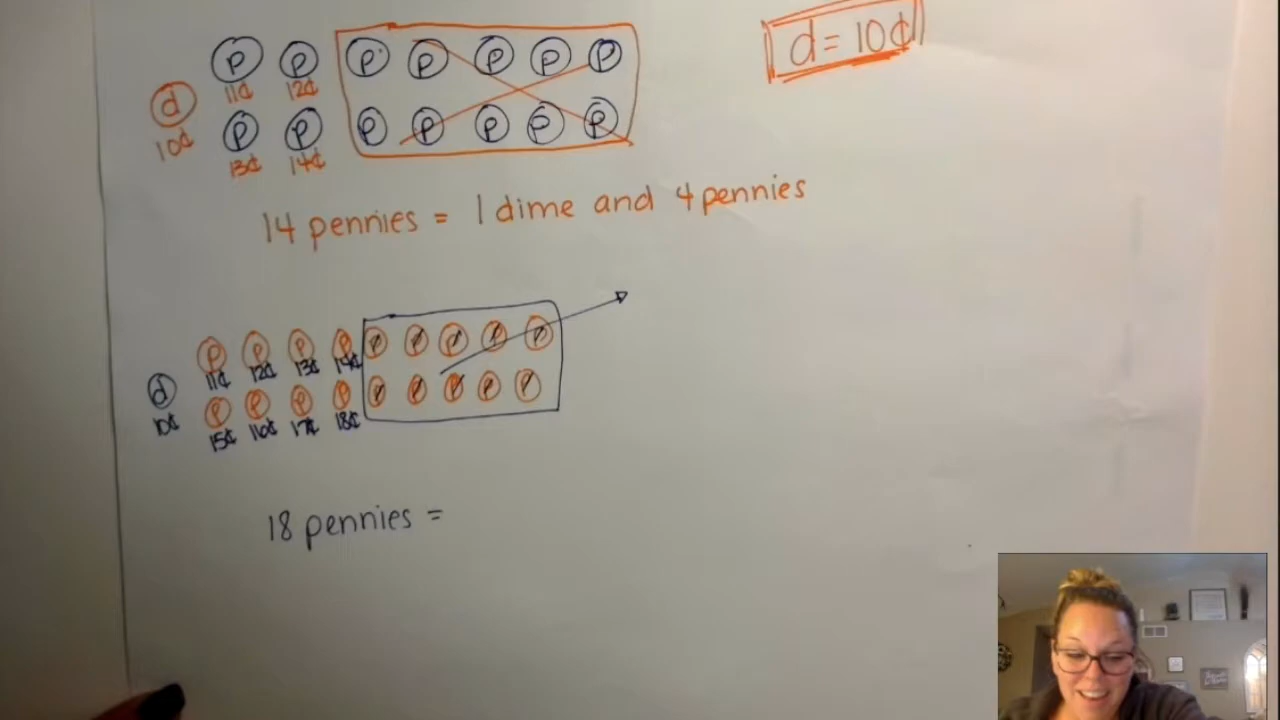 d = 10¢
p p p p p p p
11¢ 12¢
d
10¢
p p p p p p p
13¢ 14¢
14 pennies = 1 dime and 4 pennies
p p p p p p p p p
11¢ 12¢ 13¢ 14¢
d
10¢
p p p p p p p p p
15¢ 16¢ 17¢ 18¢
18 pennies =